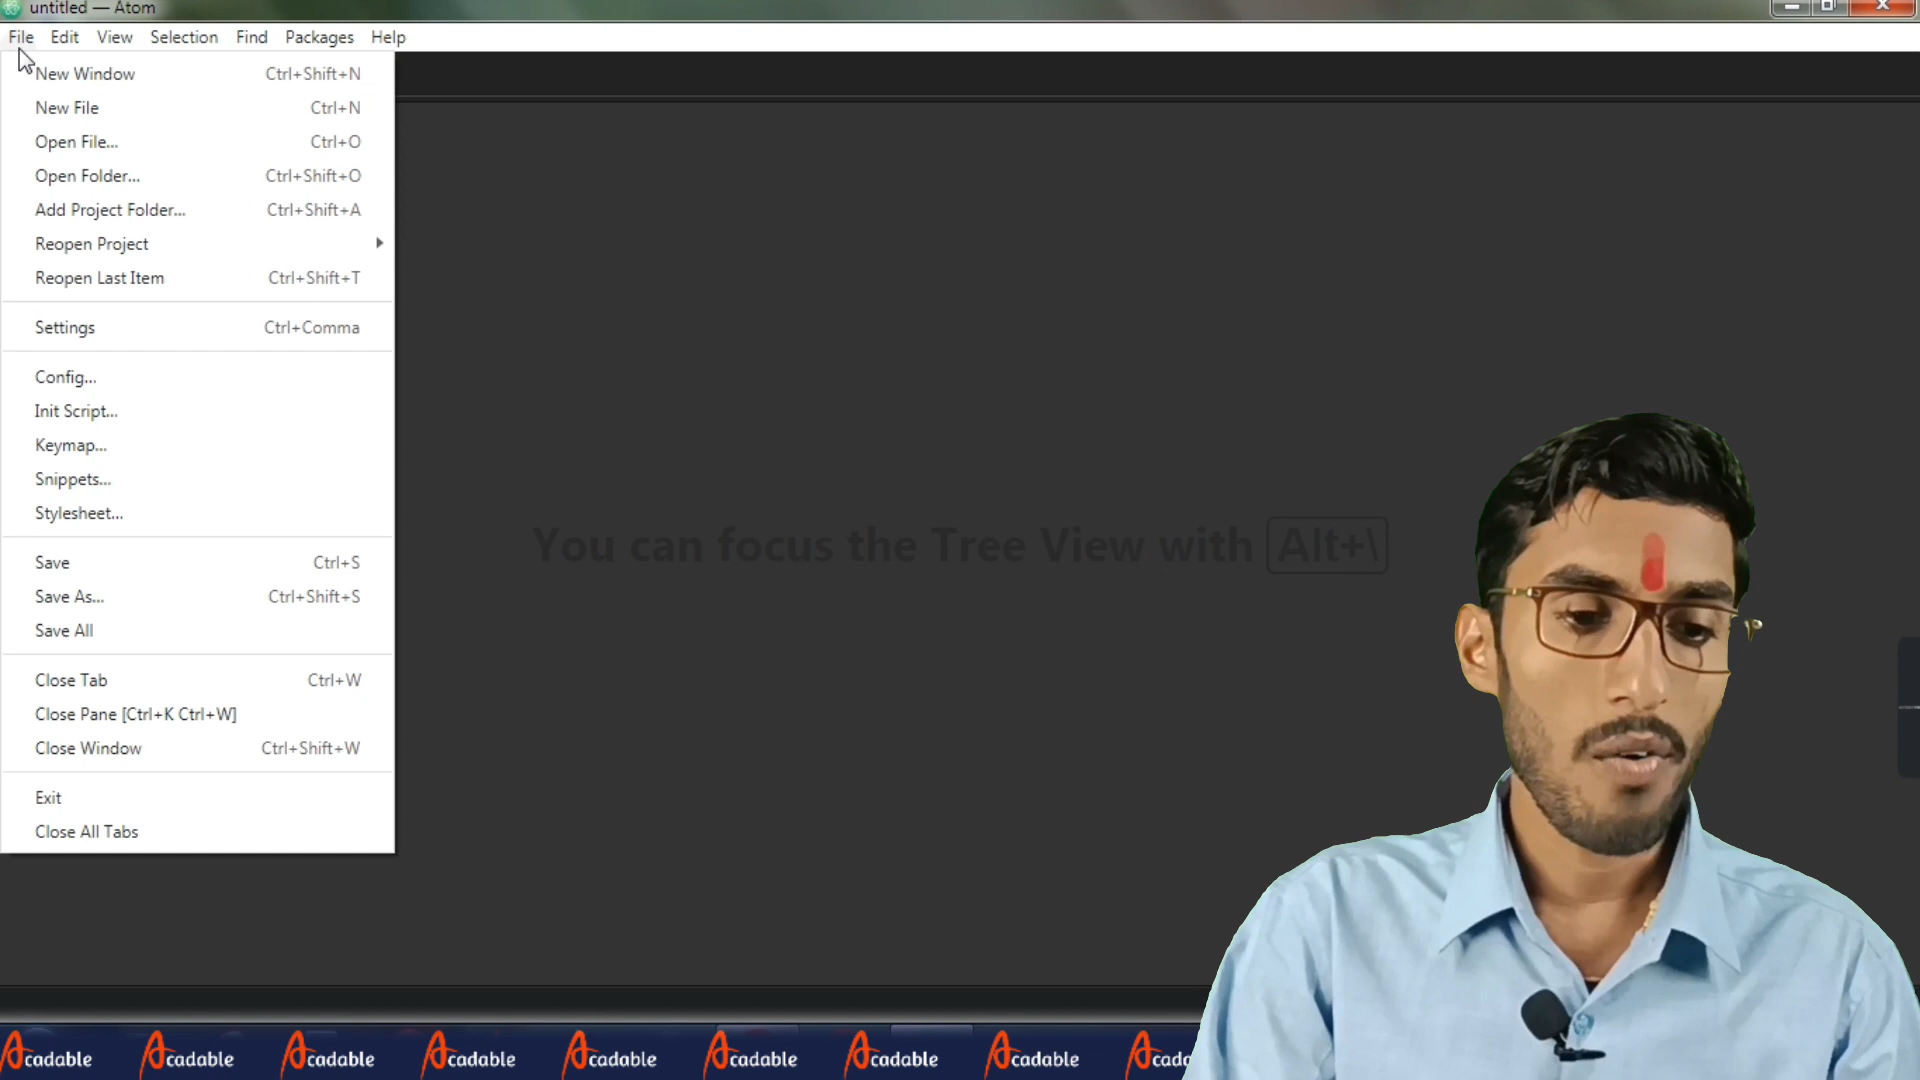 untitled — Atom
File Edit View Selection Find Packages Help
New Window Ctrl+Shift+N
New File Ctrl+N
Open File... Ctrl+O
Open Folder... Ctrl+Shift+O
Add Project Folder... Ctrl+Shift+A
Reopen Project
Reopen Last Item Ctrl+Shift+T
Settings Ctrl+Comma
Config...
Init Script...
Keymap...
Snippets...
Stylesheet...
You can focus the Tree View with Alt+\
Save Ctrl+S
Save As... Ctrl+Shift+S
Save All
Close Tab Ctrl+W
Close Pane [Ctrl+K Ctrl+W]
Close Window Ctrl+Shift+W
Exit
Close All Tabs
Acadable Acadable Acadable Acadable Acadable Acadable Acadable Acadable Acada